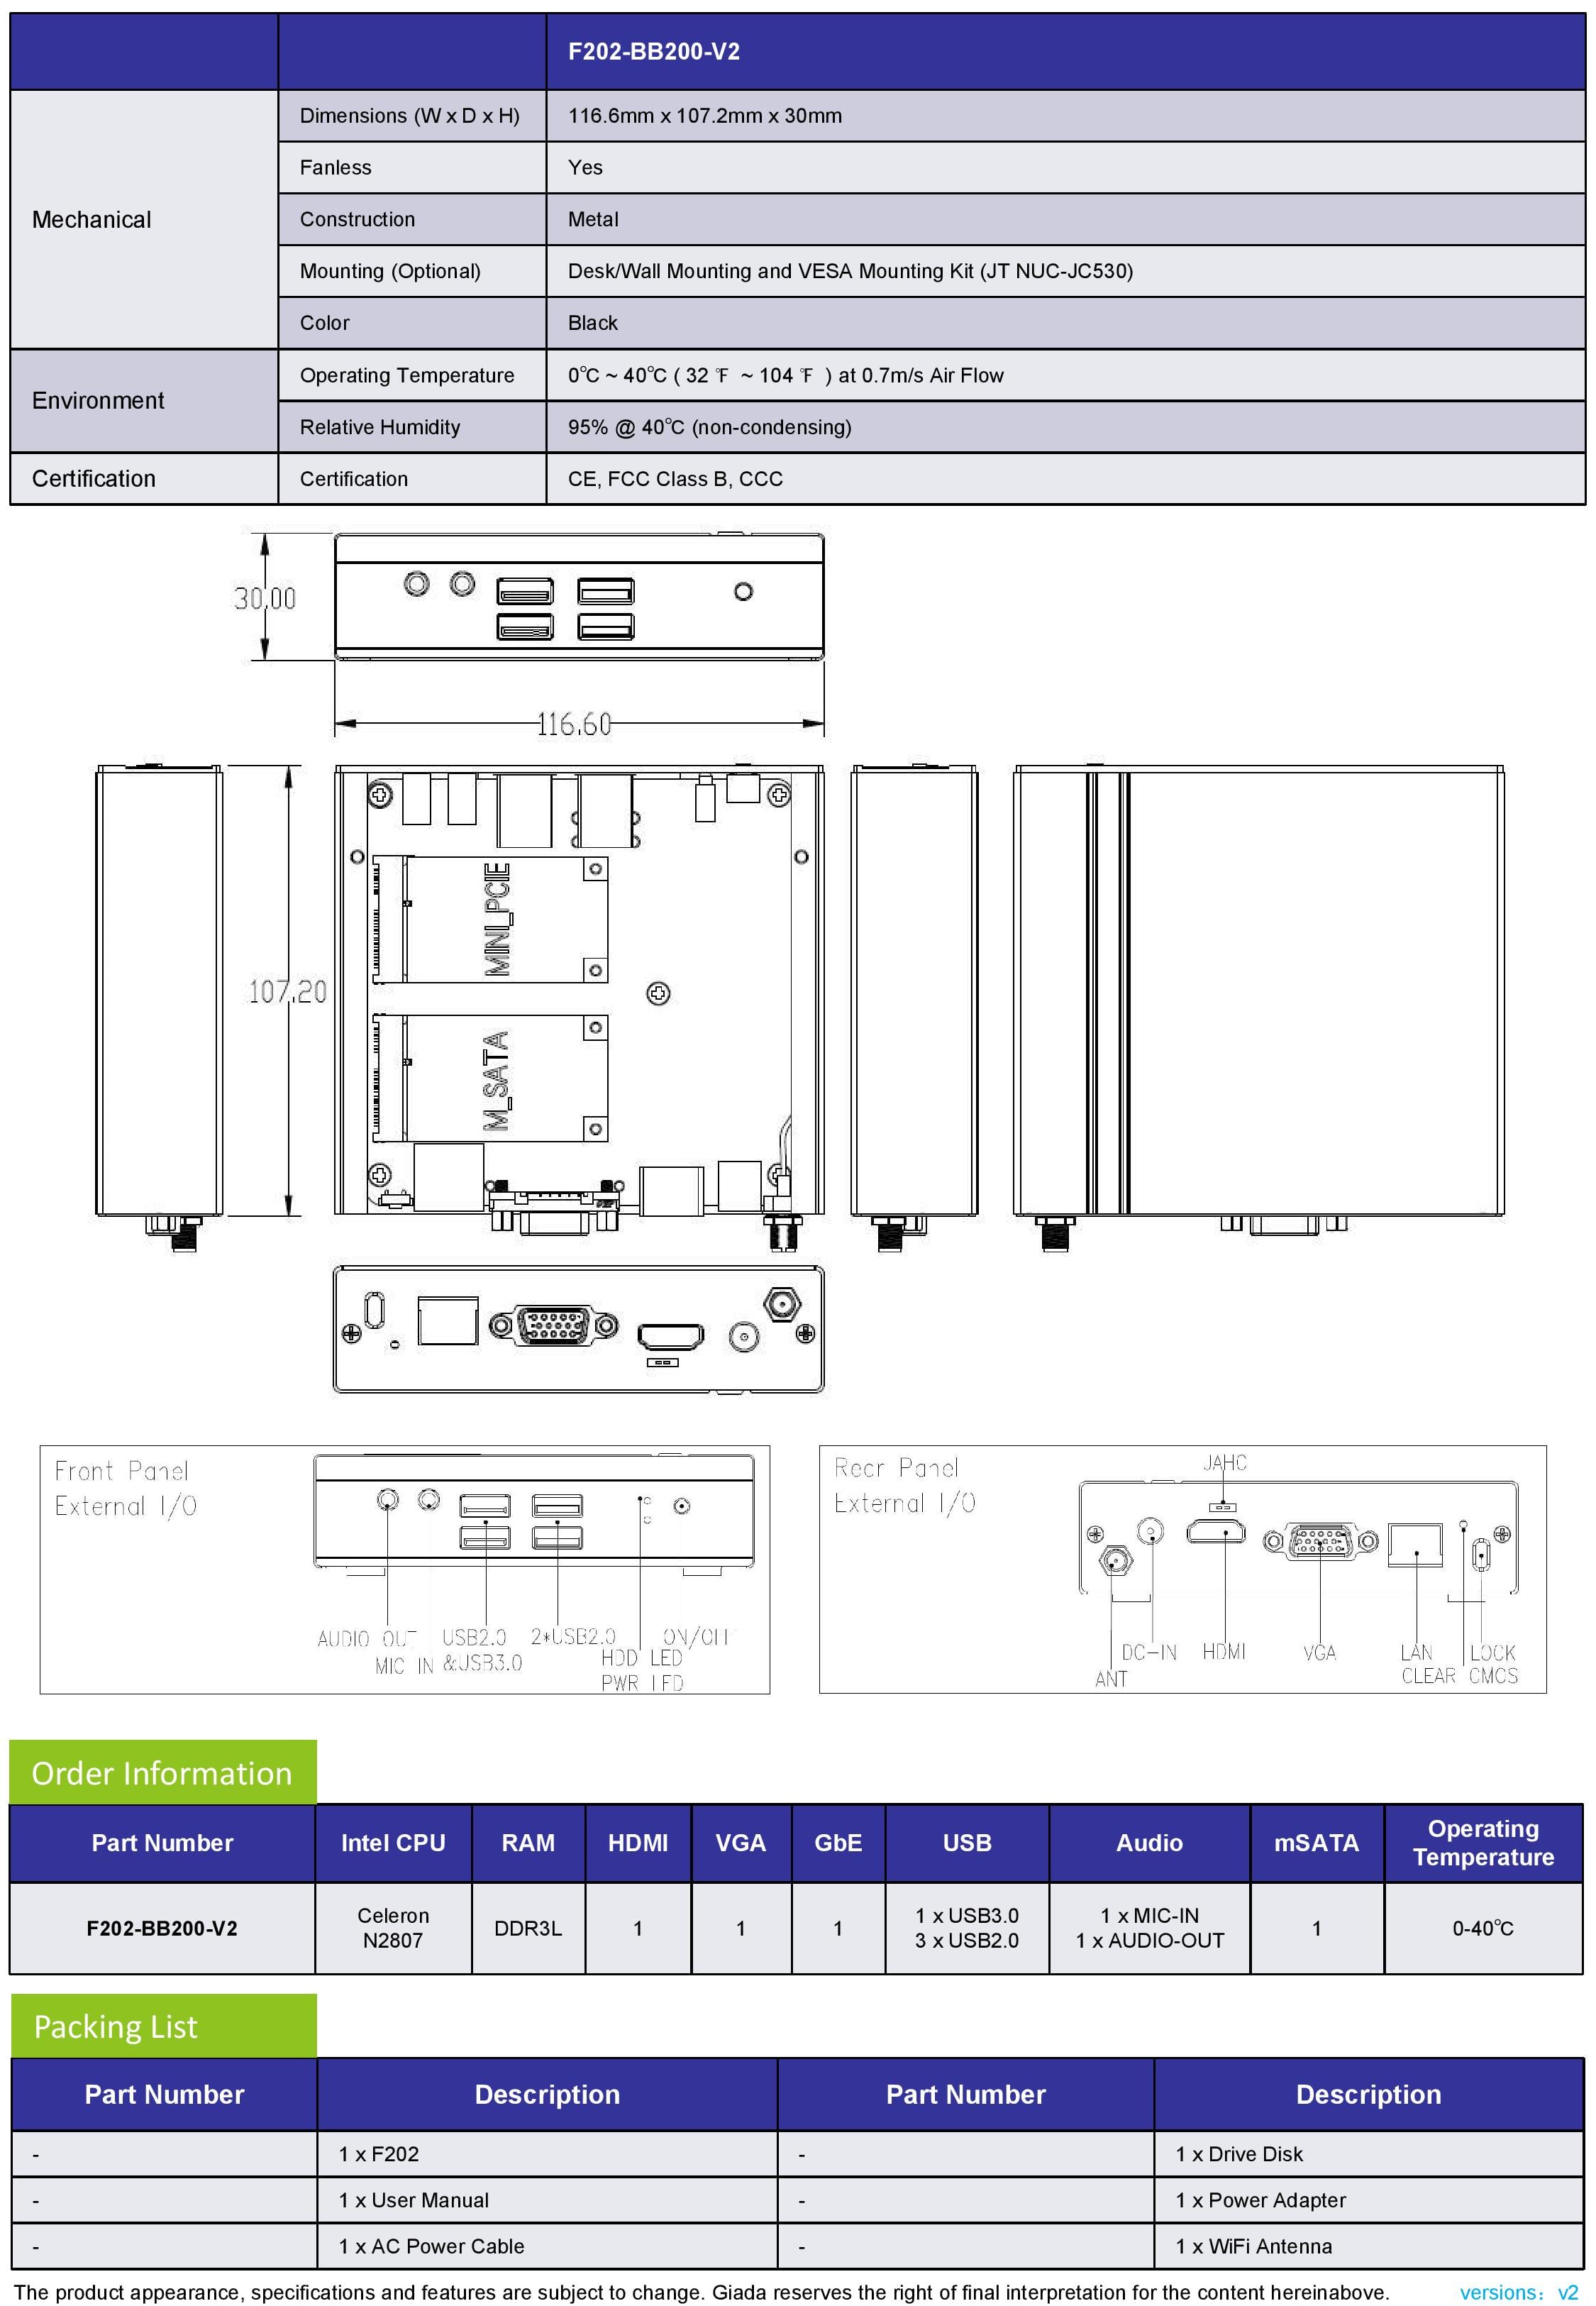 F202-BB200-V2
Mechanical
Dimensions (W x D x H) 116.6mm x 107.2mm x 30mm
Fanless Yes
Construction Metal
Mounting (Optional) Desk/Wall Mounting and VESA Mounting Kit (JT NUC-JC530)
Color Black
Environment
Operating Temperature 0℃ ~ 40℃ ( 32 ℉ ~ 104 ℉ ) at 0.7m/s Air Flow
Relative Humidity 95% @ 40℃ (non-condensing)
Certification Certification CE, FCC Class B, CCC
30.00
116.60
107.20
MINI_PCIE
M_SATA
Front Panel
External I/O
AUDIO OUT
MIC IN
USB2.0
&USB3.0
2*USB2.0
HDD LED
PWR LED
ON/OFF
Rear Panel
External I/O
JAHC
ANT
DC-IN
HDMI
VGA
LAN
LOCK
CLEAR CMOS
Order Information
Part Number Intel CPU RAM HDMI VGA GbE USB Audio mSATA Operating Temperature
F202-BB200-V2 Celeron N2807 DDR3L 1 1 1 1 x USB3.0 3 x USB2.0 1 x MIC-IN 1 x AUDIO-OUT 1 0-40℃
Packing List
Part Number Description Part Number Description
- 1 x F202 - 1 x Drive Disk
- 1 x User Manual - 1 x Power Adapter
- 1 x AC Power Cable - 1 x WiFi Antenna
The product appearance, specifications and features are subject to change. Giada reserves the right of final interpretation for the content hereinabove. versions：v2